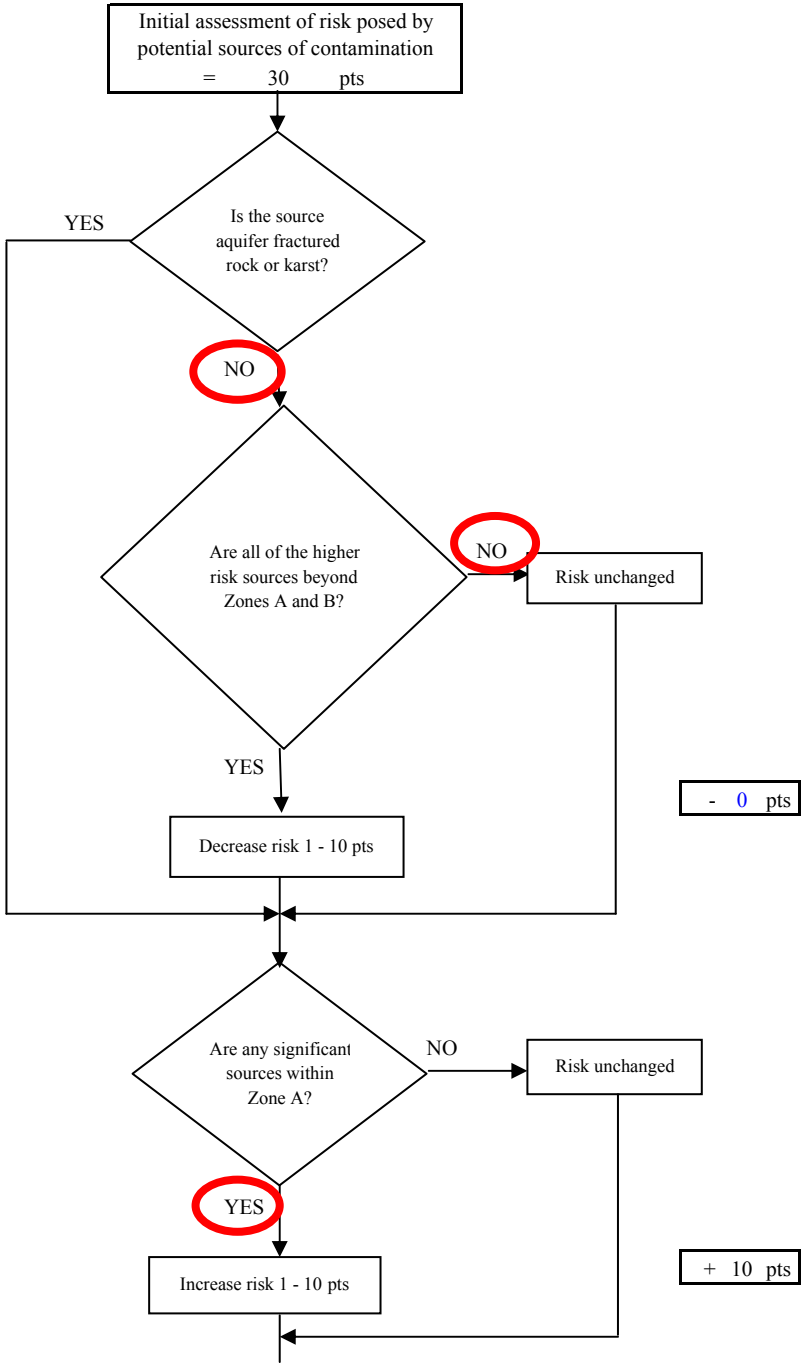 Initial assessment of risk posed by
potential sources of contamination
= 30 pts
YES
Is the source
aquifer fractured
rock or karst?
NO
Are all of the higher
risk sources beyond
Zones A and B?
NO
Risk unchanged
YES
- 0 pts
Decrease risk 1 - 10 pts
Are any significant
sources within
Zone A?
NO
Risk unchanged
YES
+ 10 pts
Increase risk 1 - 10 pts